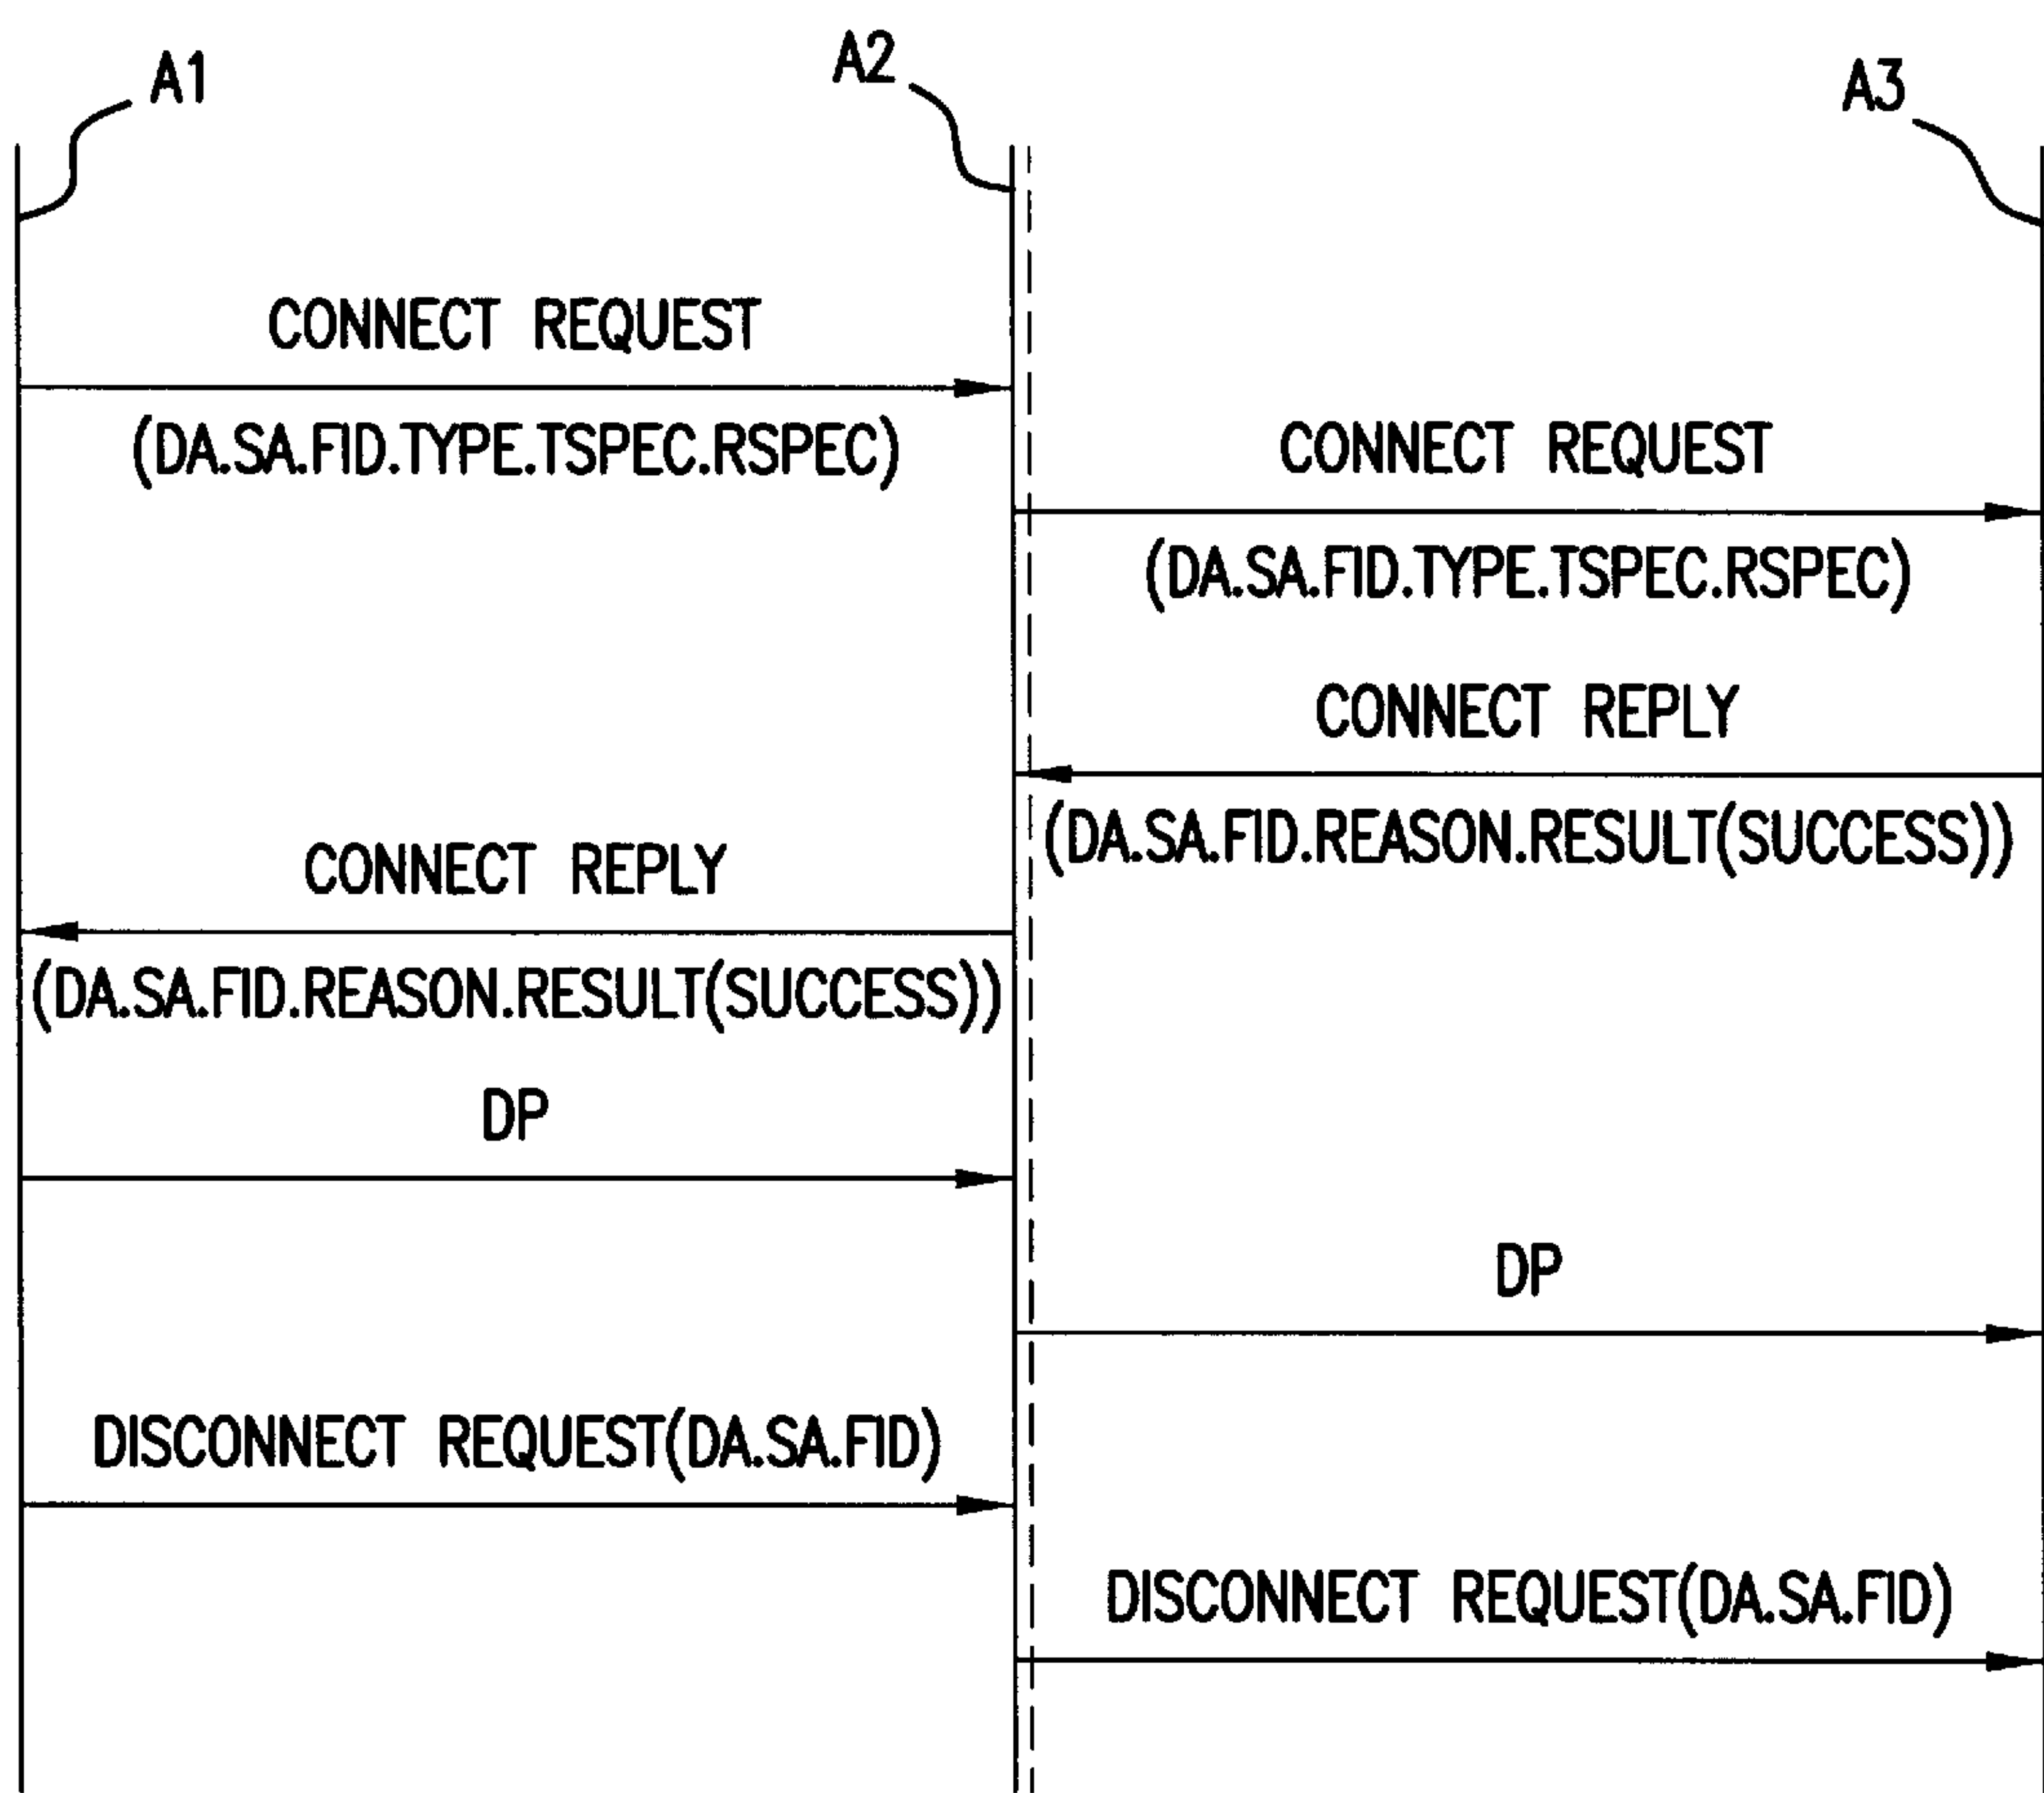 A1
A2
A3
CONNECT REQUEST
(DA.SA.FID.TYPE.TSPEC.RSPEC)
CONNECT REQUEST
(DA.SA.FID.TYPE.TSPEC.RSPEC)
CONNECT REPLY
(DA.SA.FID.REASON.RESULT(SUCCESS))
CONNECT REPLY
(DA.SA.FID.REASON.RESULT(SUCCESS))
DP
DP
DISCONNECT REQUEST(DA.SA.FID)
DISCONNECT REQUEST(DA.SA.FID)